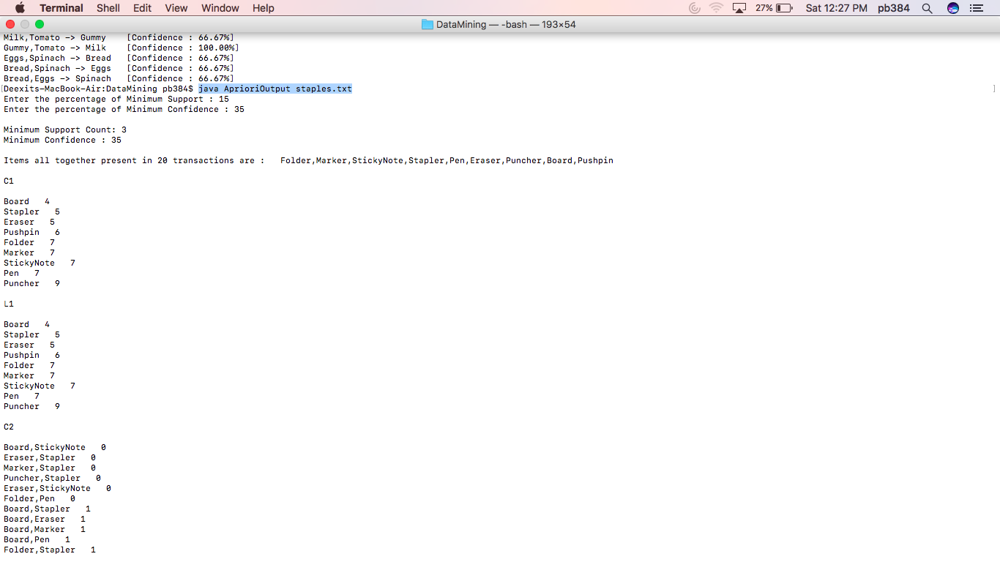 Terminal Shell Edit View Window Help 27% Sat 12:27 PM pb384
DataMining — -bash — 193×54
Milk,Tomato -> Gummy [Confidence : 66.67%]
Gummy,Tomato -> Milk [Confidence : 100.00%]
Eggs,Spinach -> Bread [Confidence : 66.67%]
Bread,Spinach -> Eggs [Confidence : 66.67%]
Bread,Eggs -> Spinach [Confidence : 66.67%]
[Deexits-MacBook-Air:DataMining pb384$ java AprioriOutput staples.txt ]
Enter the percentage of Minimum Support : 15
Enter the percentage of Minimum Confidence : 35
Minimum Support Count: 3
Minimum Confidence : 35
Items all together present in 20 transactions are : Folder,Marker,StickyNote,Stapler,Pen,Eraser,Puncher,Board,Pushpin
C1
Board 4
Stapler 5
Eraser 5
Pushpin 6
Folder 7
Marker 7
StickyNote 7
Pen 7
Puncher 9
L1
Board 4
Stapler 5
Eraser 5
Pushpin 6
Folder 7
Marker 7
StickyNote 7
Pen 7
Puncher 9
C2
Board,StickyNote 0
Eraser,Stapler 0
Marker,Stapler 0
Puncher,Stapler 0
Eraser,StickyNote 0
Folder,Pen 0
Board,Stapler 1
Board,Eraser 1
Board,Marker 1
Board,Pen 1
Folder,Stapler 1